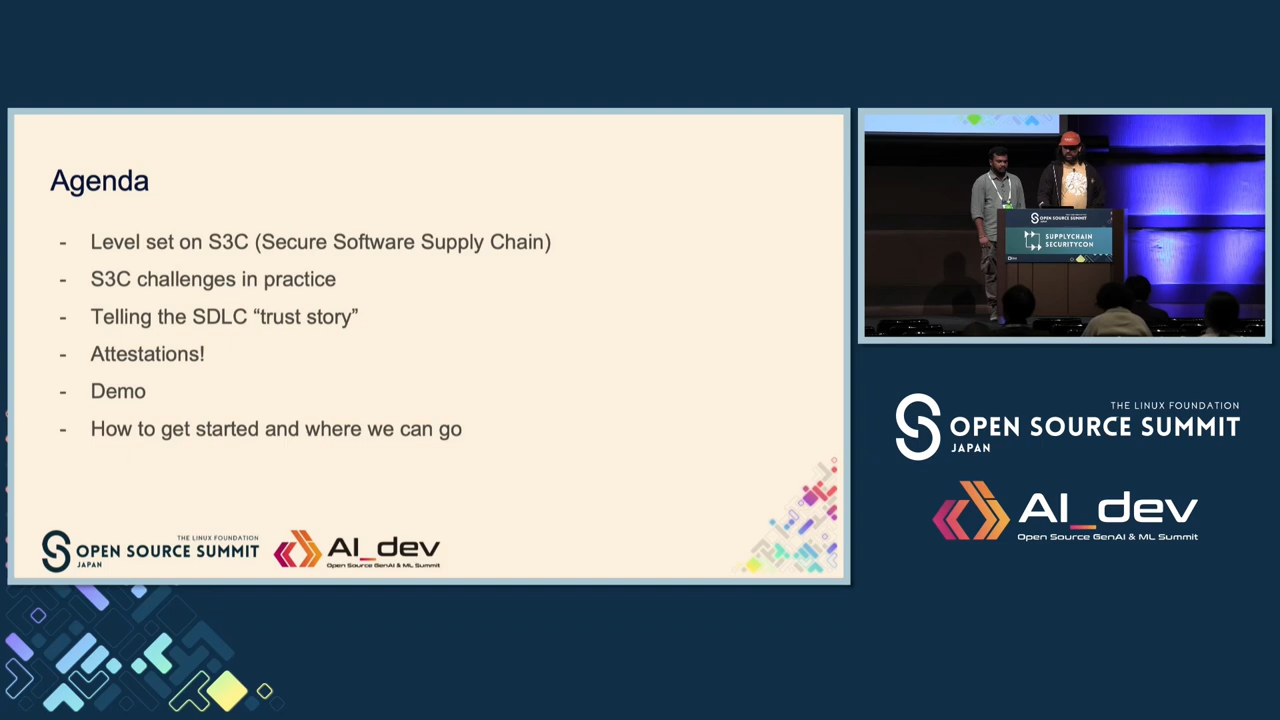 Agenda
- Level set on S3C (Secure Software Supply Chain)
- S3C challenges in practice
- Telling the SDLC “trust story”
- Attestations!
- Demo
- How to get started and where we can go
THE LINUX FOUNDATION
OPEN SOURCE SUMMIT
JAPAN
AI_dev
Open Source GenAI & ML Summit
OPEN SOURCE SUMMIT
SUPPLYCHAIN
SECURITYCON
THE LINUX FOUNDATION
OPEN SOURCE SUMMIT
JAPAN
AI_dev
Open Source GenAI & ML Summit